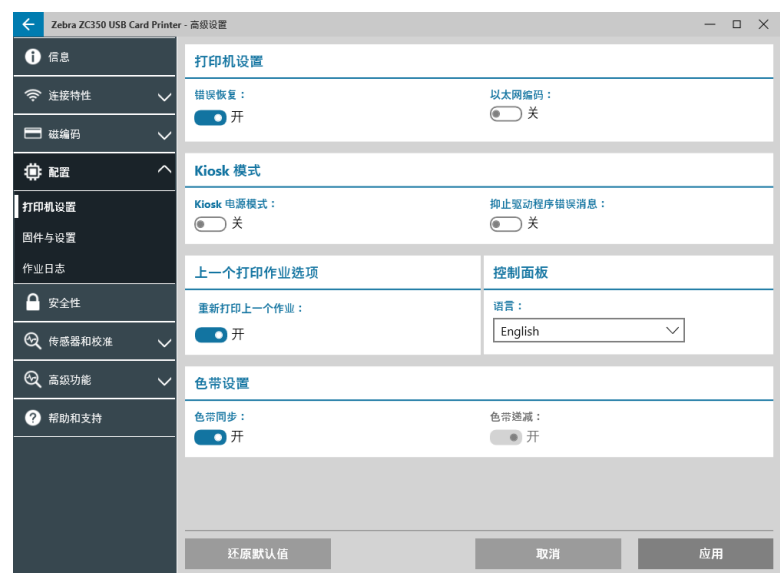 Zebra ZC350 USB Card Printer - 高级设置
信息
连接特性
磁编码
配置
打印机设置
固件与设置
作业日志
安全性
传感器和校准
高级功能
帮助和支持
打印机设置
错误恢复：
以太网编码：
开
关
Kiosk 模式
Kiosk 电源模式：
抑止驱动程序错误消息：
关
关
上一个打印作业选项
控制面板
重新打印上一个作业：
语言：
开
English
色带设置
色带同步：
色带递减：
开
开
还原默认值
取消
应用